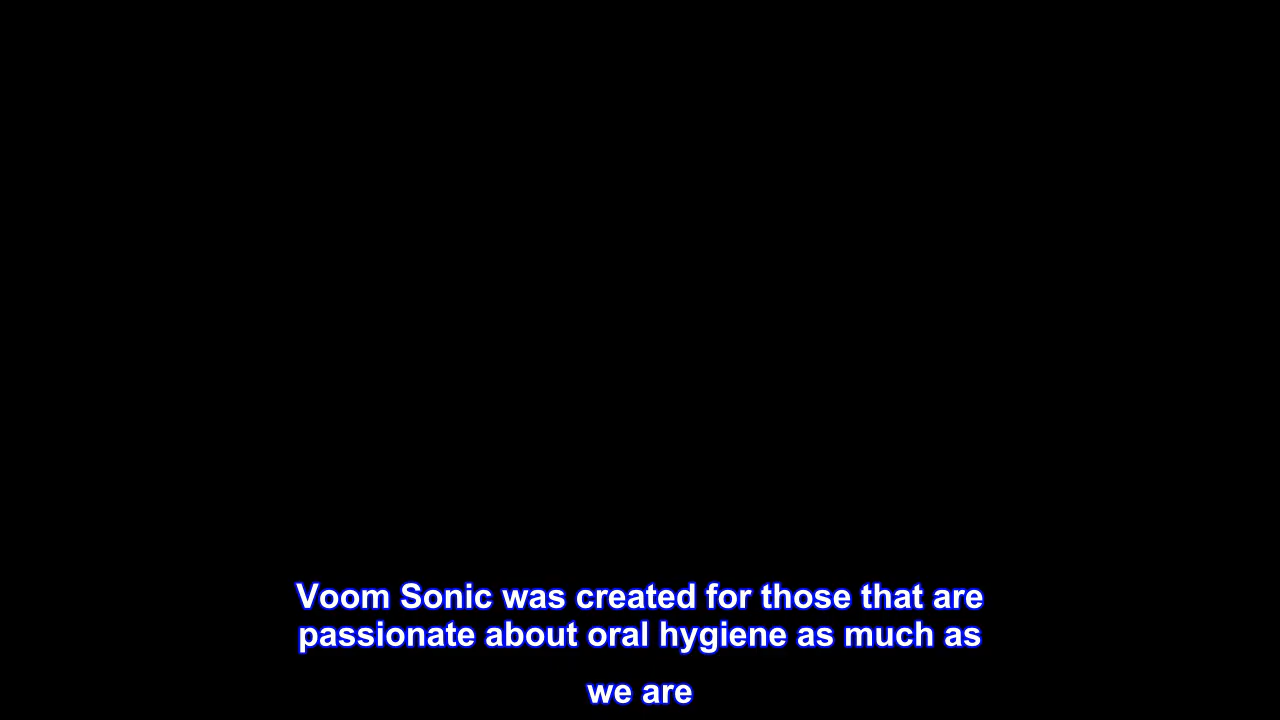 Voom Sonic was created for those that are
passionate about oral hygiene as much as
we are